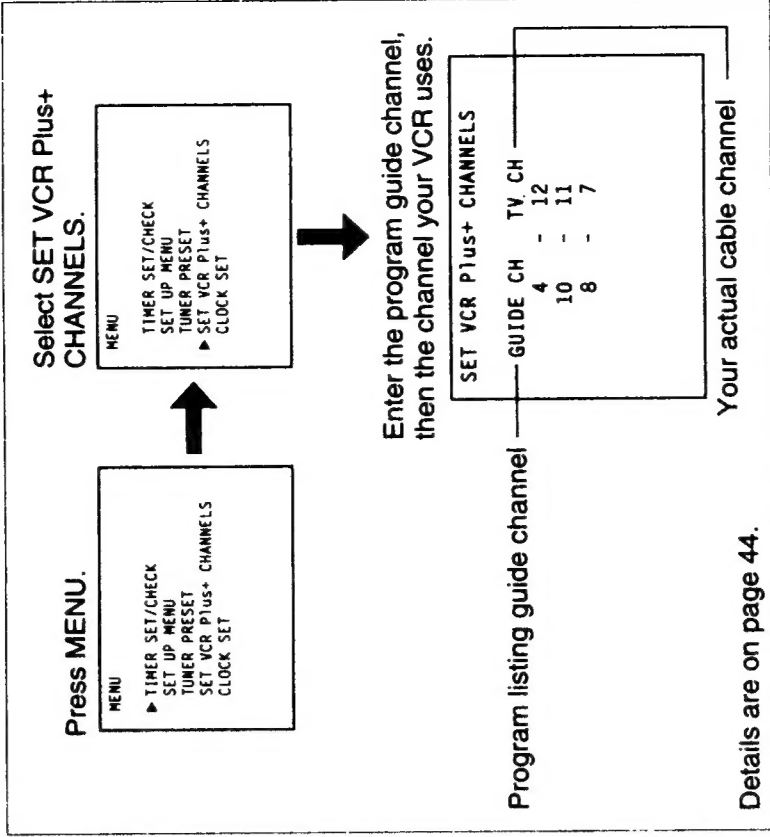 Press MENU.
MENU
▶ TIMER SET/CHECK
SET UP MENU
TUNER PRESET
SET VCR Plus+ CHANNELS
CLOCK SET
Select SET VCR Plus+
CHANNELS.
MENU
TIMER SET/CHECK
SET UP MENU
TUNER PRESET
▶ SET VCR Plus+ CHANNELS
CLOCK SET
Enter the program guide channel,
then the channel your VCR uses.
SET VCR Plus+ CHANNELS
Program listing guide channel
GUIDE CH TV CH
4 - 12
10 - 11
8 - 7
Your actual cable channel
Details are on page 44.